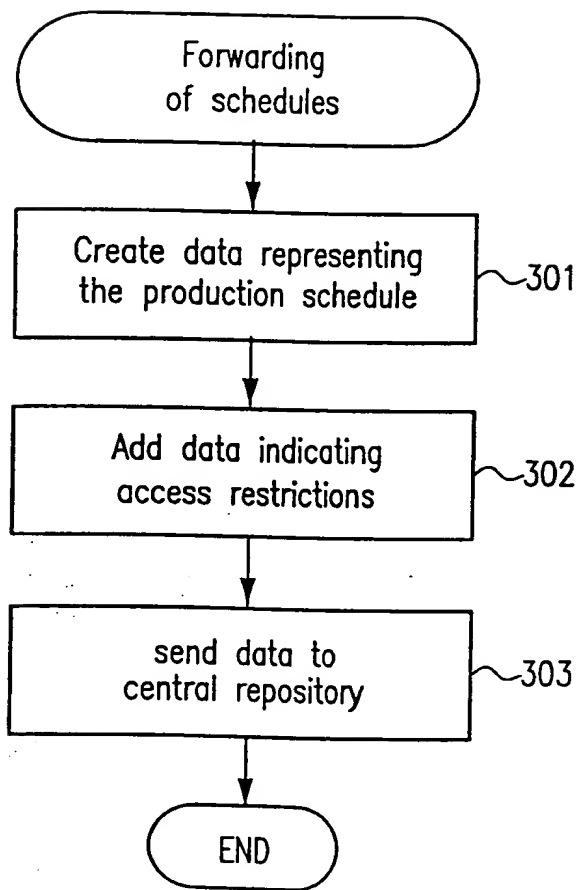 Forwarding
of schedules
Create data representing
the production schedule
301
Add data indicating
access restrictions
302
send data to
central repository
303
END